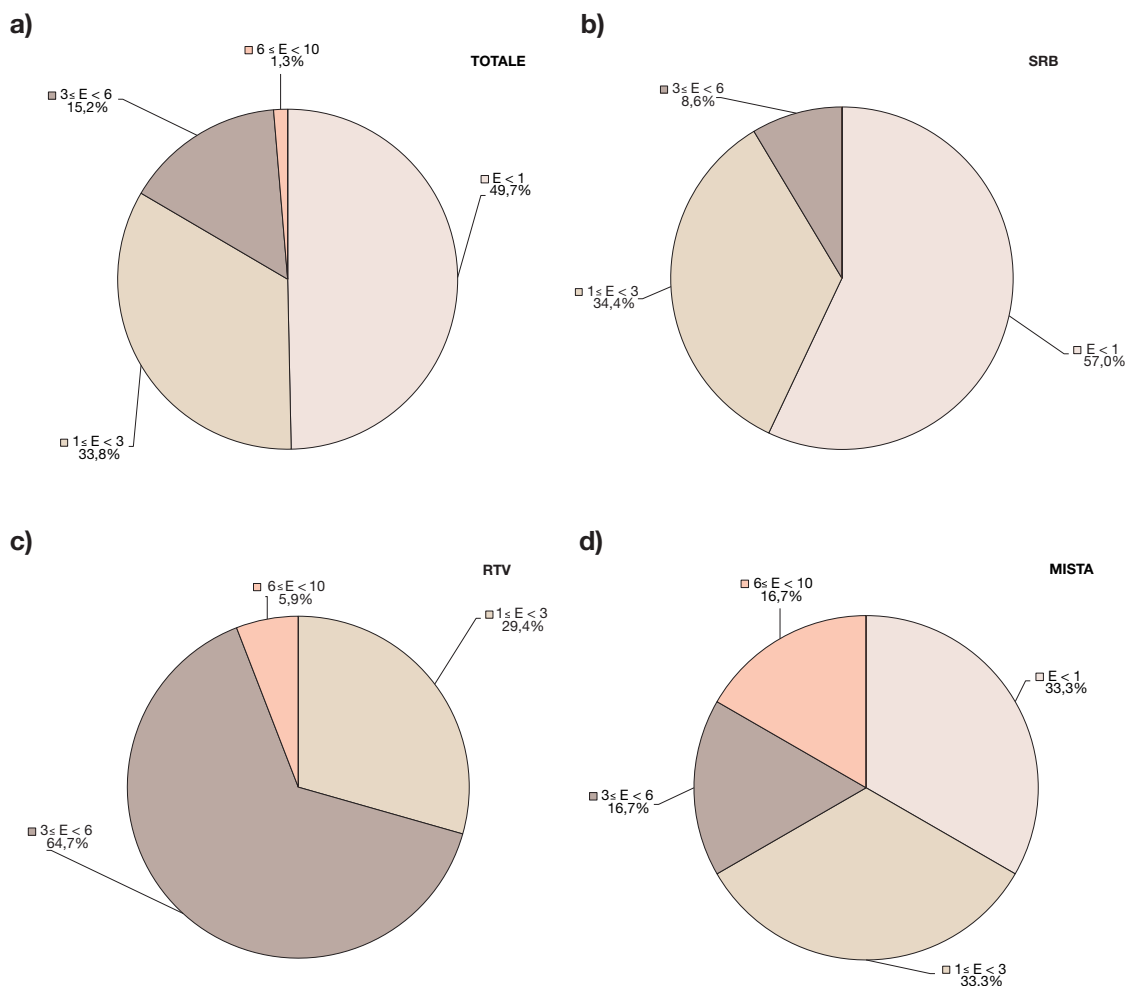 a)
TOTALE
6 ≤ E < 10
1,3%
3 ≤ E < 6
15,2%
E < 1
49,7%
1 ≤ E < 3
33,8%
b)
SRB
3 ≤ E < 6
8,6%
1 ≤ E < 3
34,4%
E < 1
57,0%
c)
RTV
6 ≤ E < 10
5,9%
1 ≤ E < 3
29,4%
3 ≤ E < 6
64,7%
d)
MISTA
6 ≤ E < 10
16,7%
E < 1
33,3%
3 ≤ E < 6
16,7%
1 ≤ E < 3
33,3%